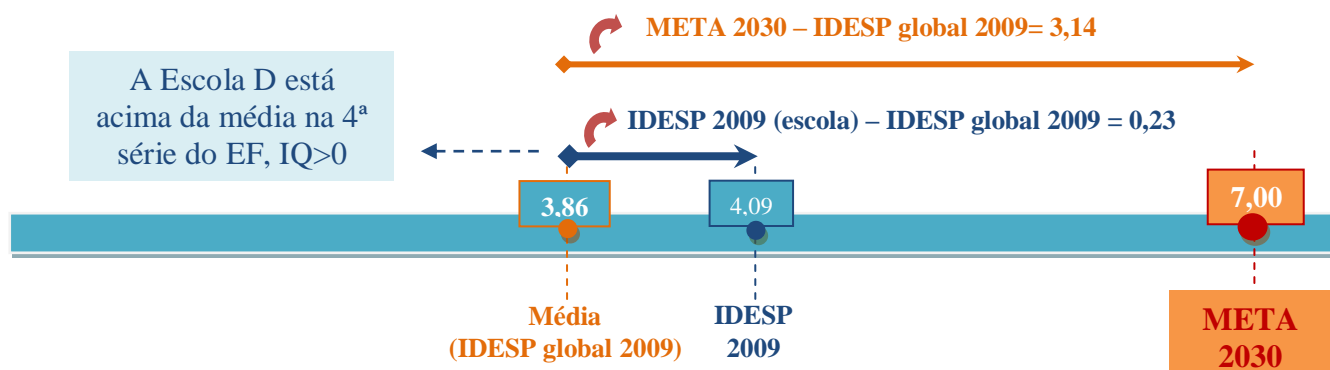 META 2030 – IDESP global 2009= 3,14
A Escola D está
acima da média na 4ª
série do EF, IQ>0
IDESP 2009 (escola) – IDESP global 2009 = 0,23
3,86
4,09
7,00
Média
(IDESP global 2009)
IDESP
2009
META
2030